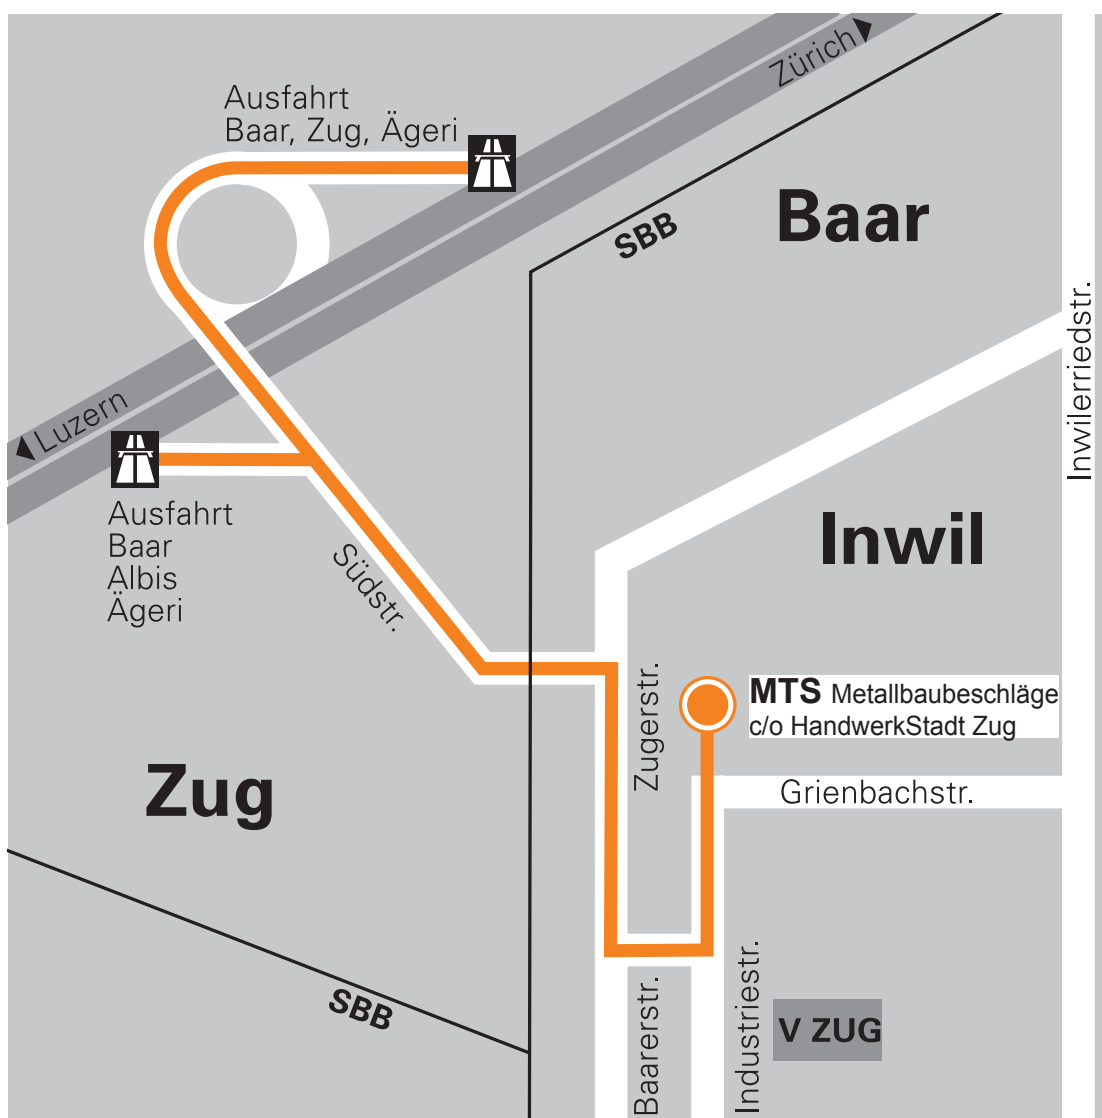 Zürich
Ausfahrt
Baar, Zug, Ägeri
Baar
SBB
Inwilerriedstr.
Luzern
Ausfahrt
Baar
Albis
Ägeri
Inwil
Südstr.
Zugerstr.
MTS Metallbaubeschläge
c/o HandwerkStadt Zug
Zug
Grienbachstr.
SBB
Baarerstr.
Industriestr.
V ZUG